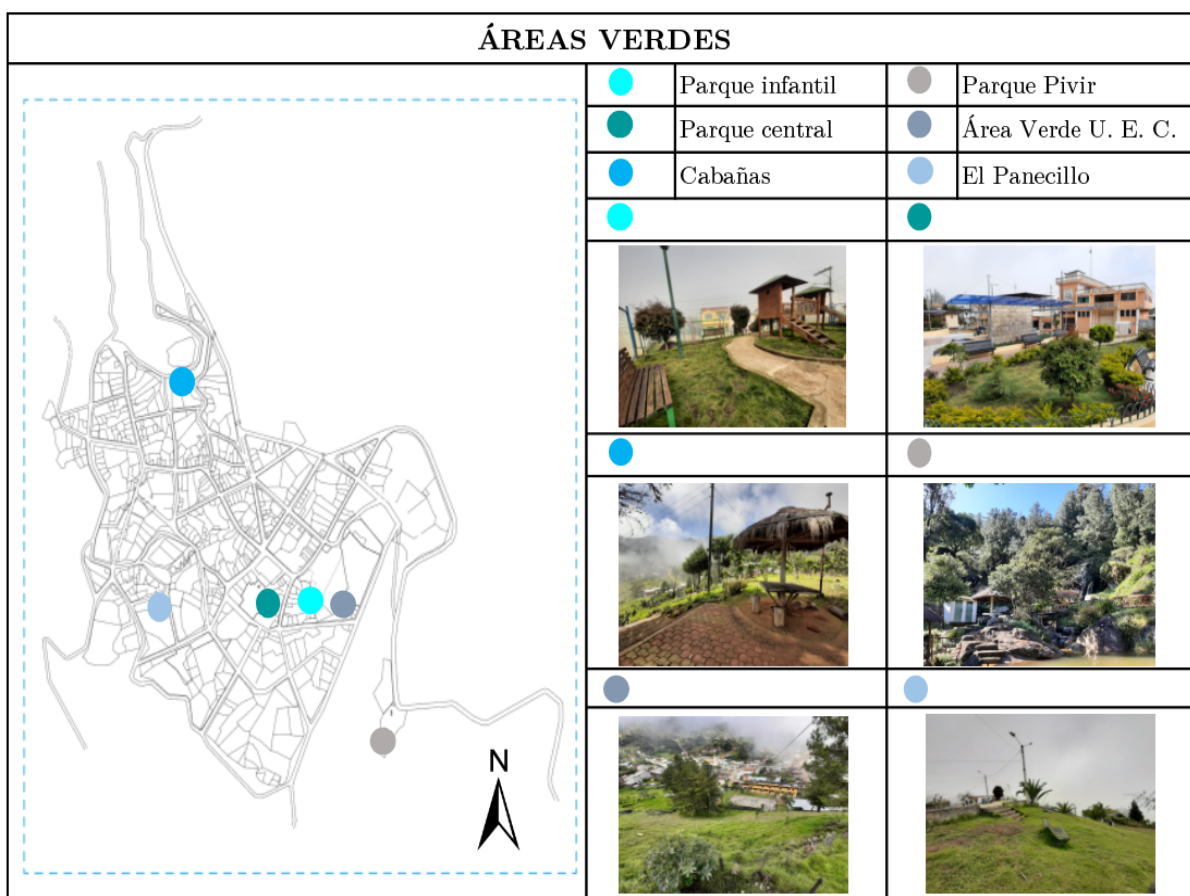 ÁREAS VERDES
Parque infantil
Parque Pivir
Parque central
Área Verde U. E. C.
Cabañas
El Panecillo
N